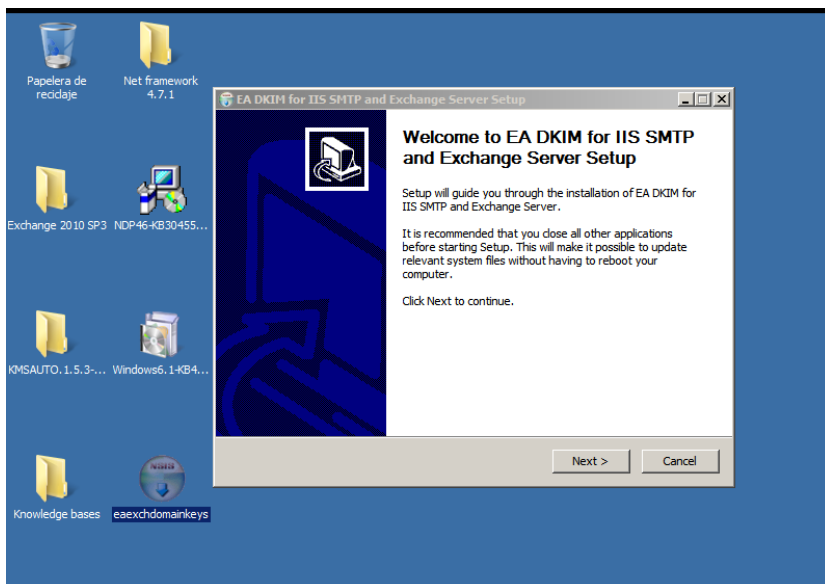 Papelera de
reciclaje
Net framework
4.7.1
Exchange 2010 SP3
NDP46-KB30455...
KMSAUTO.1.5.3-...
Windows6.1-KB4...
Knowledge bases
eaexchdomainkeys
EA DKIM for IIS SMTP and Exchange Server Setup
Welcome to EA DKIM for IIS SMTP
and Exchange Server Setup
Setup will guide you through the installation of EA DKIM for
IIS SMTP and Exchange Server.
It is recommended that you close all other applications
before starting Setup. This will make it possible to update
relevant system files without having to reboot your
computer.
Click Next to continue.
Next >
Cancel